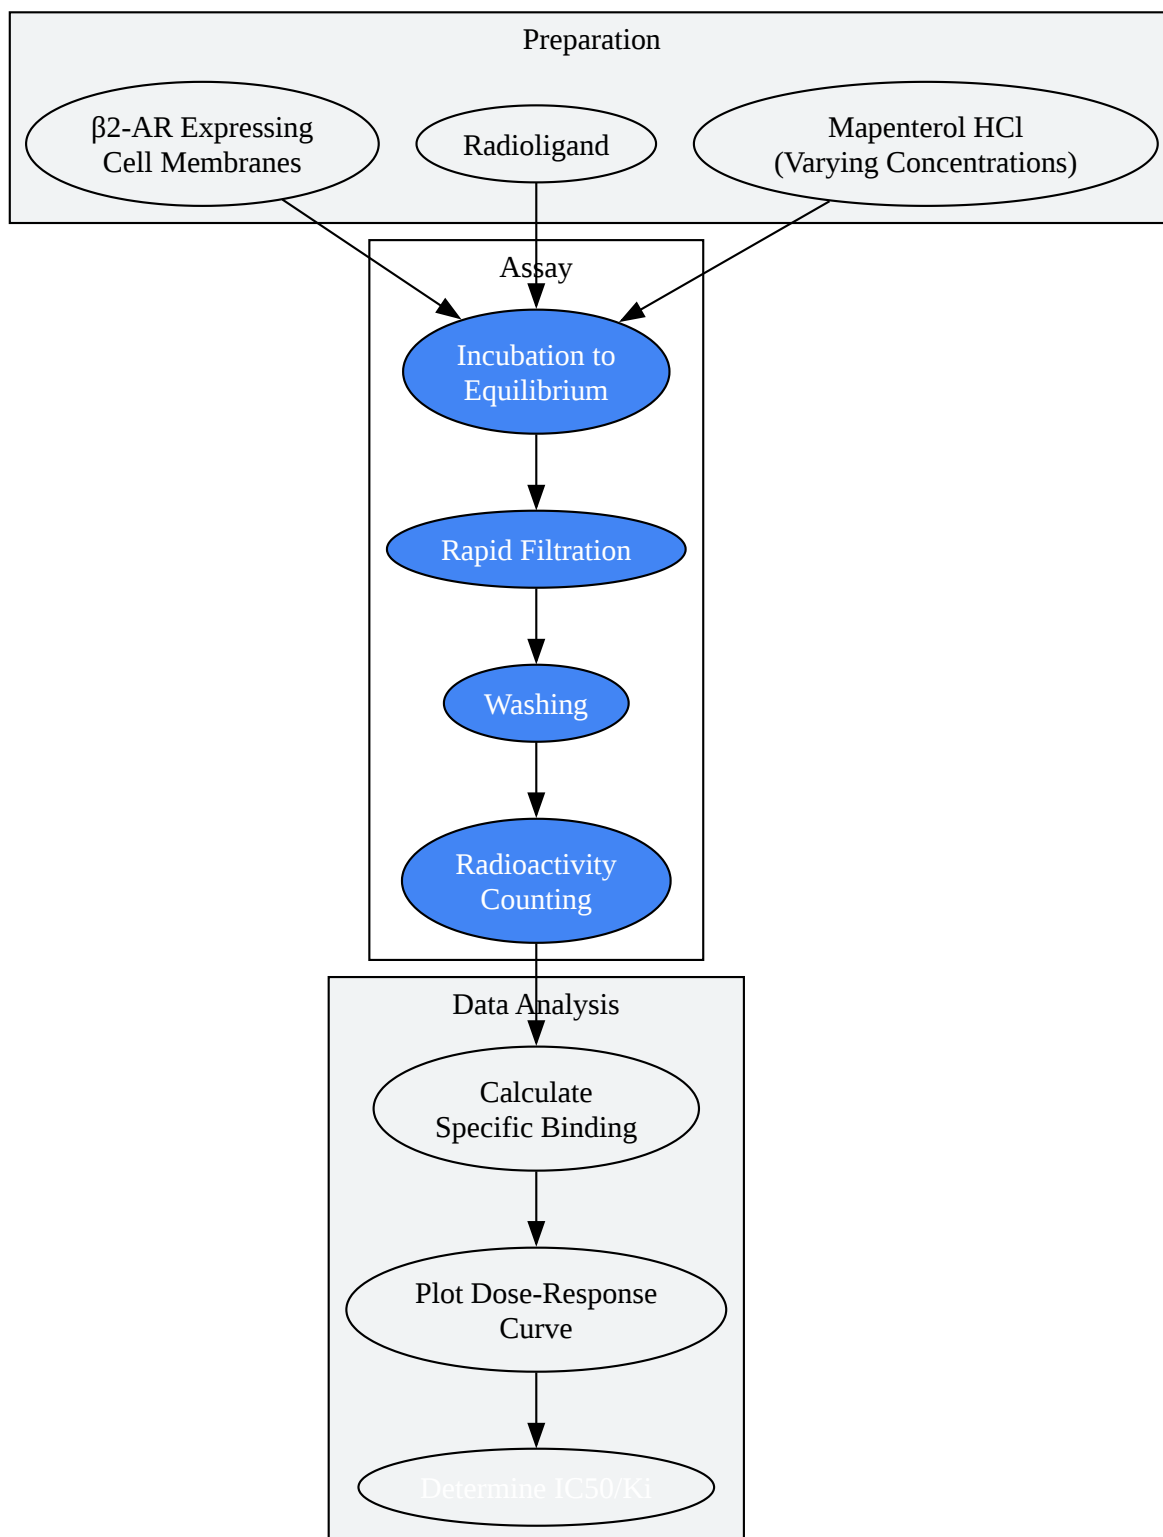 Preparation
β2-AR Expressing
Cell Membranes
Radioligand
Mapenterol HCl
(Varying Concentrations)
Assay
Incubation to
Equilibrium
Rapid Filtration
Washing
Radioactivity
Counting
Data Analysis
Calculate
Specific Binding
Plot Dose-Response
Curve
Determine IC50/Ki